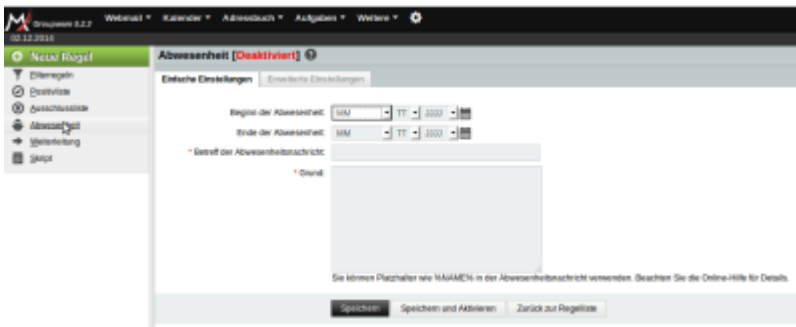 Groupware 5.2.2
Webmail Kalender Adressbuch Aufgaben Weitere
02.12.2014
Neue Regel
Filterregeln
Positivliste
Ausschlussliste
Abwesenheit
Weiterleitung
Skript
Abwesenheit [Deaktiviert]
Einfache Einstellungen Erweiterte Einstellungen
Beginn der Abwesenheit: MM TT JJJJ
Ende der Abwesenheit: MM TT JJJJ
* Betreff der Abwesenheitsnachricht:
* Grund:
Sie können Platzhalter wie %NAME% in der Abwesenheitsnachricht verwenden. Beachten Sie die Online-Hilfe für Details.
Speichern Speichern und Aktivieren Zurück zur Regelliste